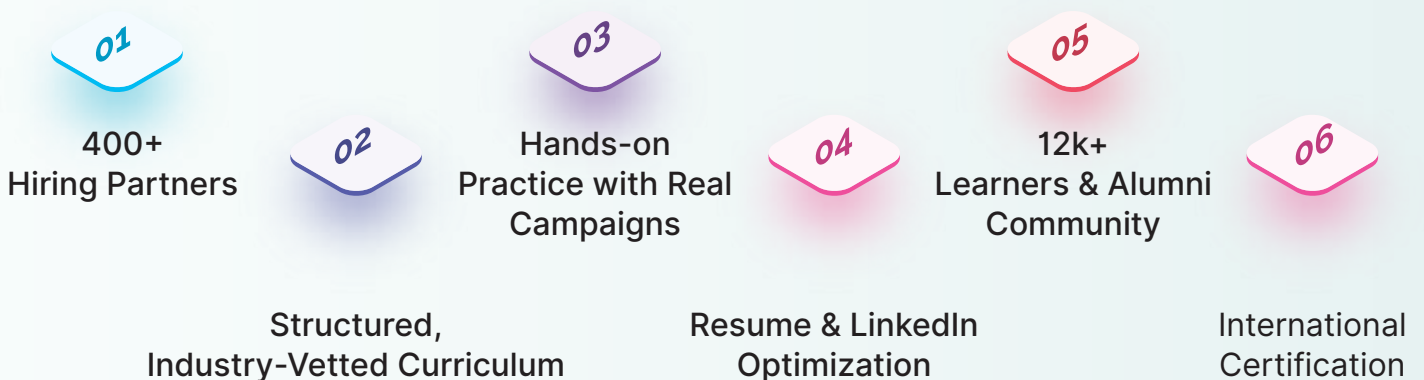 01
400+
Hiring Partners
02
Structured,
Industry-Vetted Curriculum
03
Hands-on
Practice with Real
Campaigns
04
Resume & LinkedIn
Optimization
05
12k+
Learners & Alumni
Community
06
International
Certification